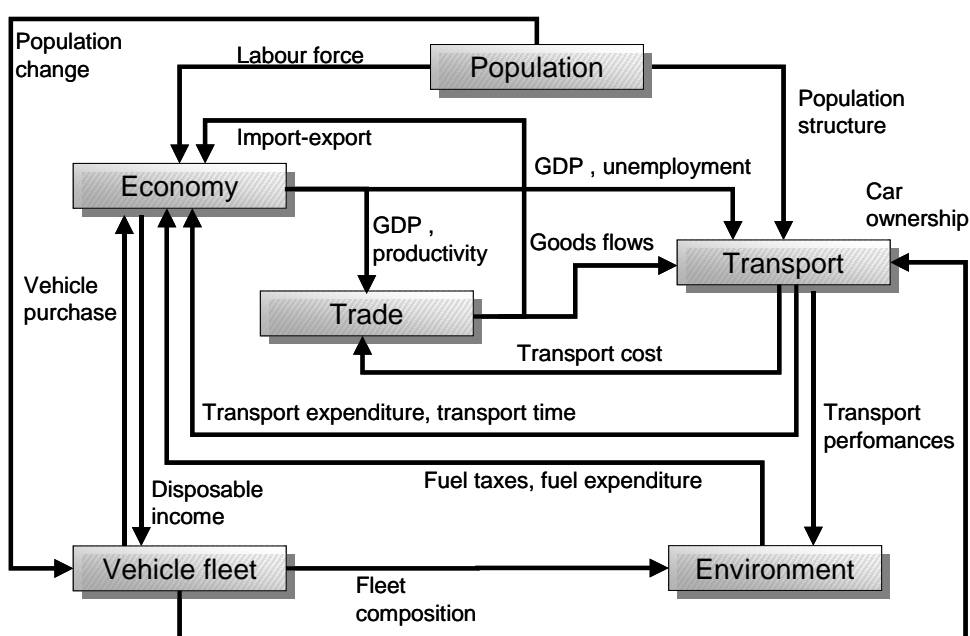 Population
change
Labour force
Population
Population
structure
Import-export
Economy
GDP , unemployment
Car
ownership
GDP ,
productivity
Goods flows
Transport
Vehicle
purchase
Trade
Transport cost
Transport expenditure, transport time
Transport
perfomances
Fuel taxes, fuel expenditure
Disposable
income
Vehicle fleet
Environment
Fleet
composition